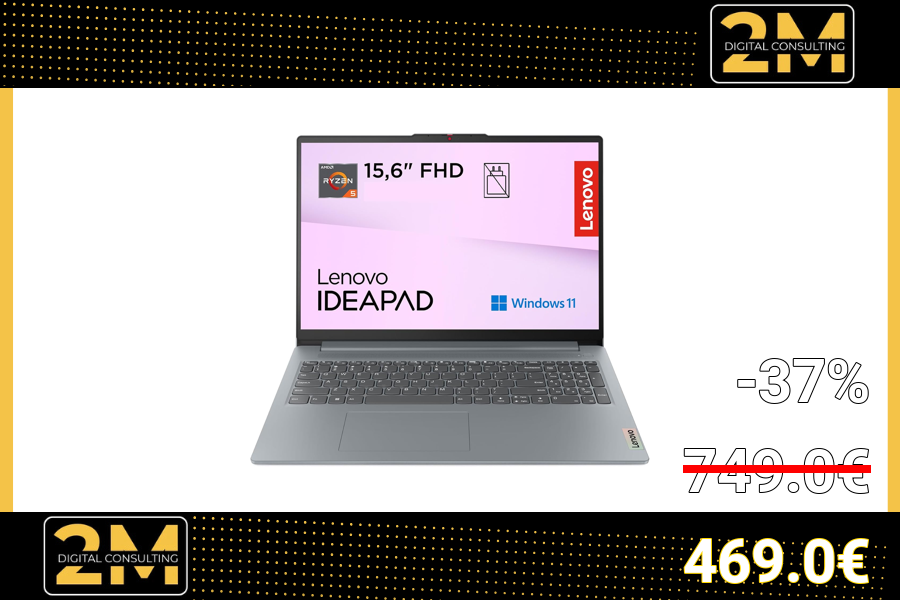 2M
DIGITAL CONSULTING
AMD
RYZEN
5
15,6" FHD
Lenovo
Lenovo
IDEAPAD
Windows 11
Lenovo
-37%
749.0€
2M
DIGITAL CONSULTING
469.0€